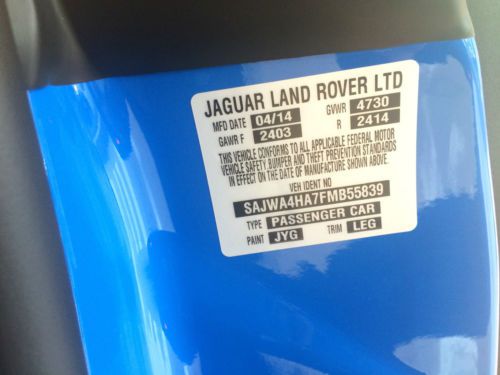 JAGUAR LAND ROVER LTD
MFD DATE 04/14 GVWR 4730
GAWR F 2403 R 2414
THIS VEHICLE CONFORMS TO ALL APPLICABLE FEDERAL MOTOR
VEHICLE SAFETY BUMPER AND THEFT PREVENTION STANDARDS
IN EFFECT ON THE DATE OF MANUFACTURE SHOWN ABOVE.
VEH IDENT NO
SAJWA4HA7FMB55839
TYPE PASSENGER CAR
PAINT JYG TRIM LEG